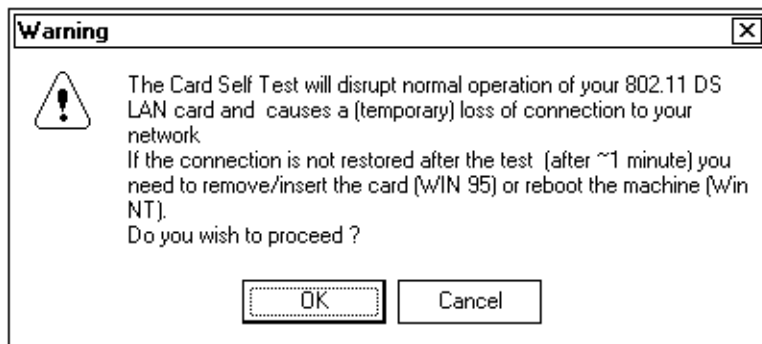 Warning
The Card Self Test will disrupt normal operation of your 802.11 DS
LAN card and  causes a (temporary) loss of connection to your
network
If the connection is not restored after the test  (after ~1 minute) you
need to remove/insert the card (WIN 95) or reboot the machine (Win
NT).
Do you wish to proceed ?
OK Cancel